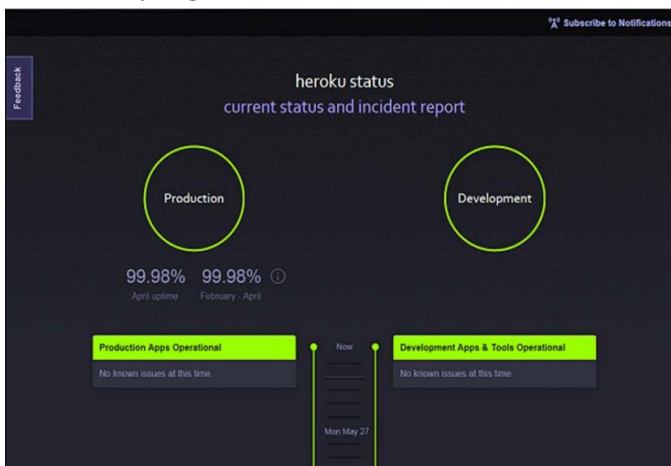 Subscribe to Notifications
Feedback
heroku status
current status and incident report
Production
Development
99.98% 99.98%
April uptime February - April
Production Apps Operational
No known issues at this time.
Now
Development Apps & Tools Operational
No known issues at this time.
Mon May 27